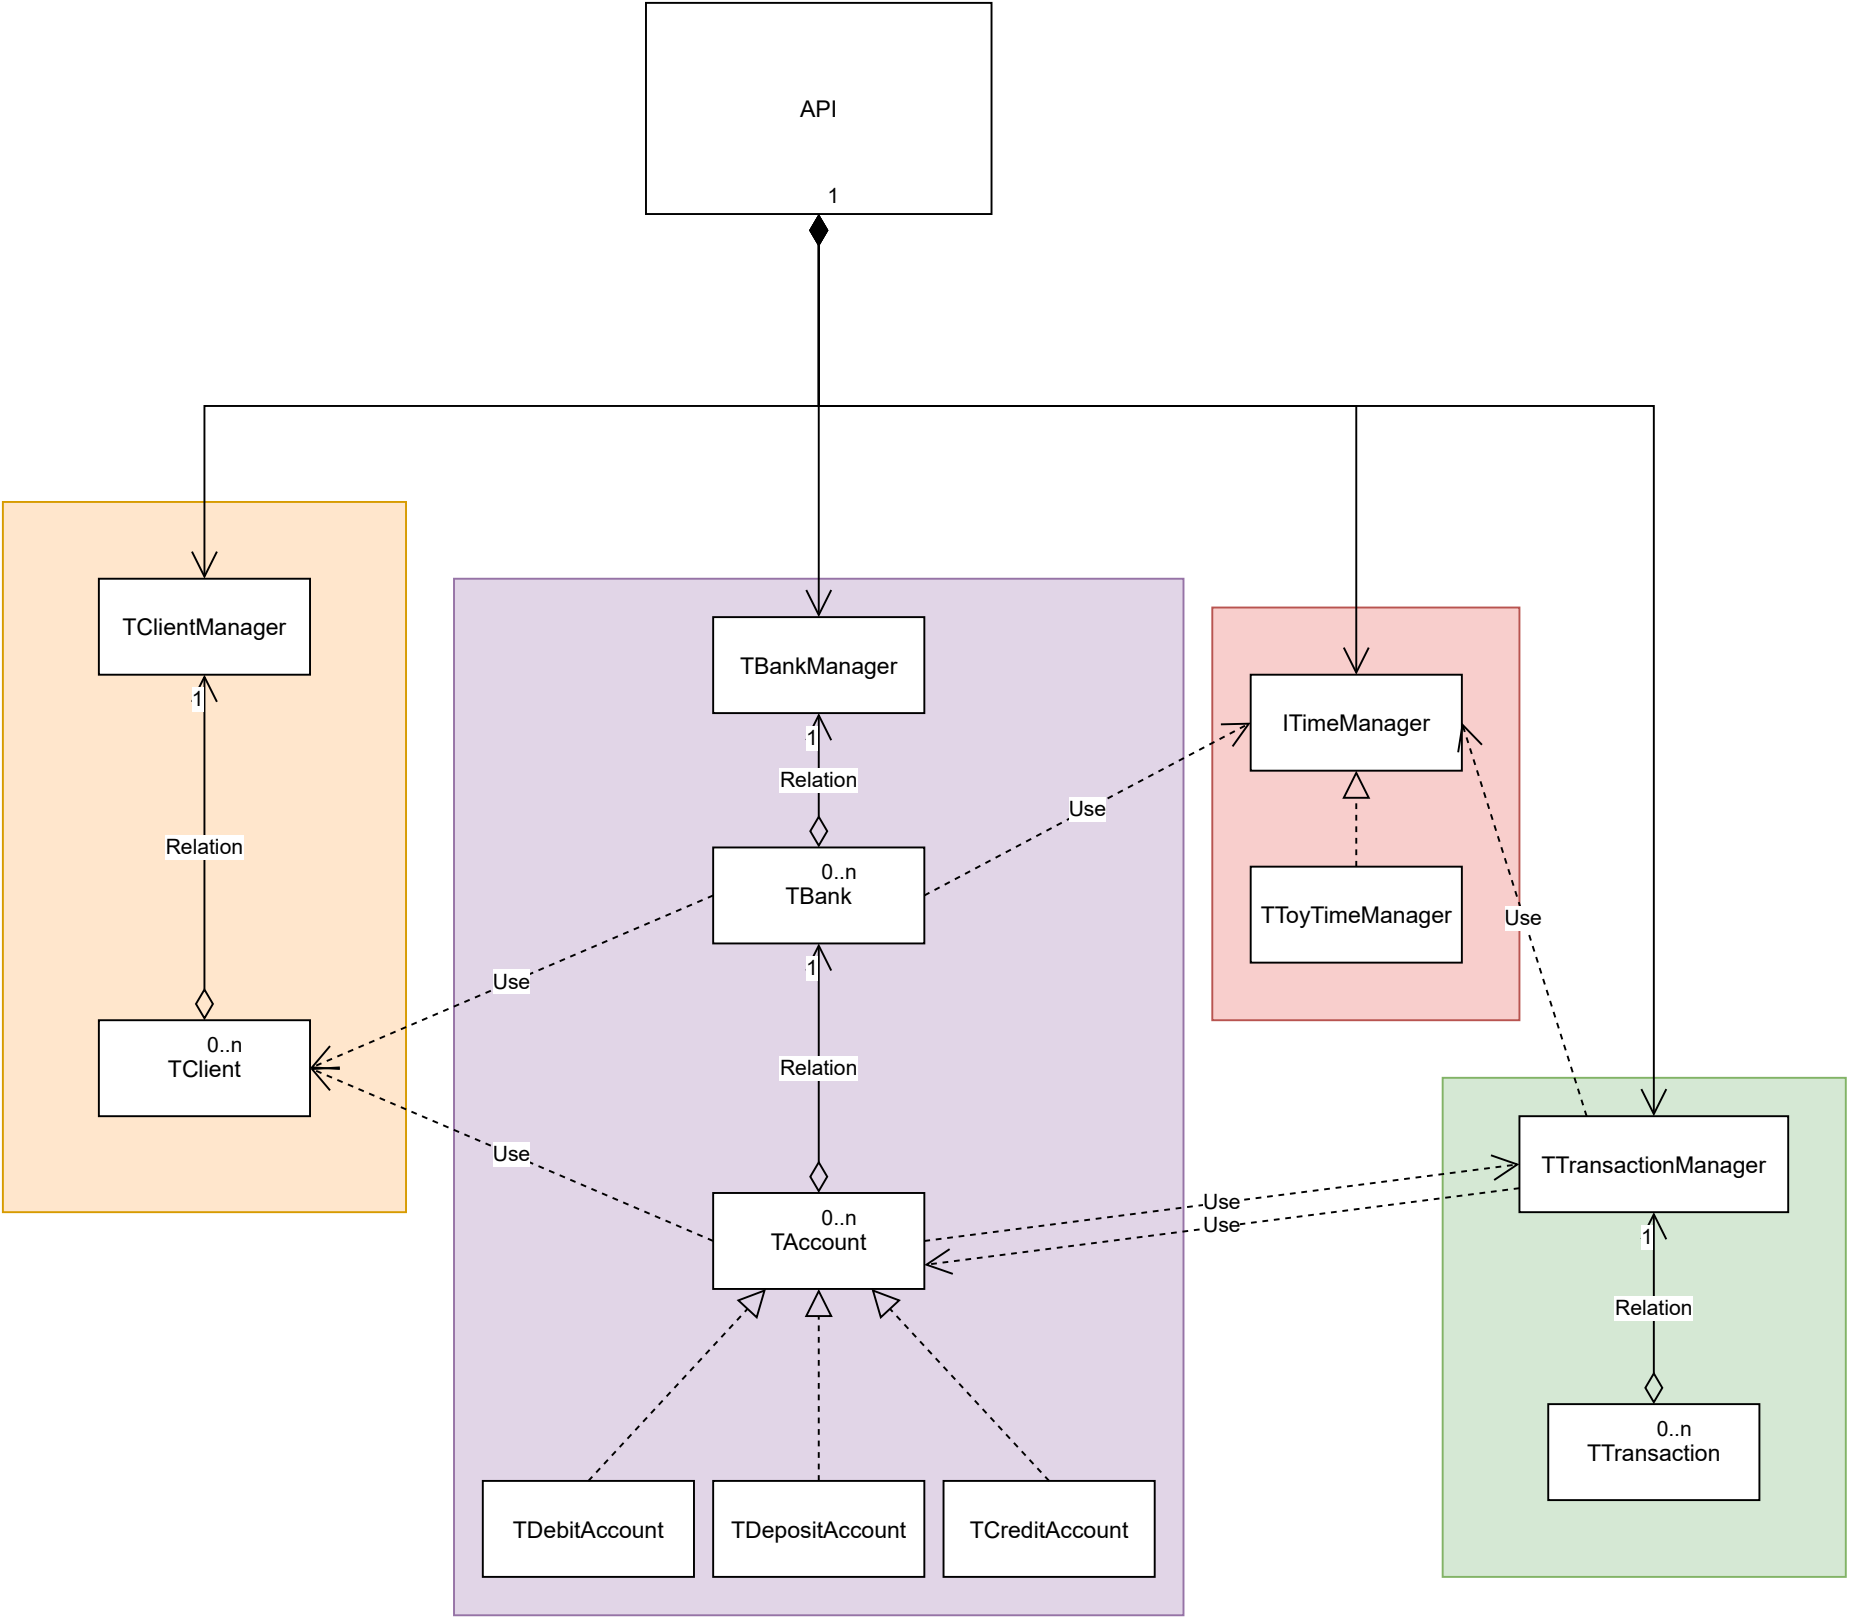 API
1
TClientManager
1
Relation
0..n
TClient
TBankManager
1
Relation
0..n
TBank
1
Relation
0..n
TAccount
TDebitAccount
TDepositAccount
TCreditAccount
Use
Use
Use
ITimeManager
TToyTimeManager
Use
Use
Use
TTransactionManager
1
Relation
0..n
TTransaction